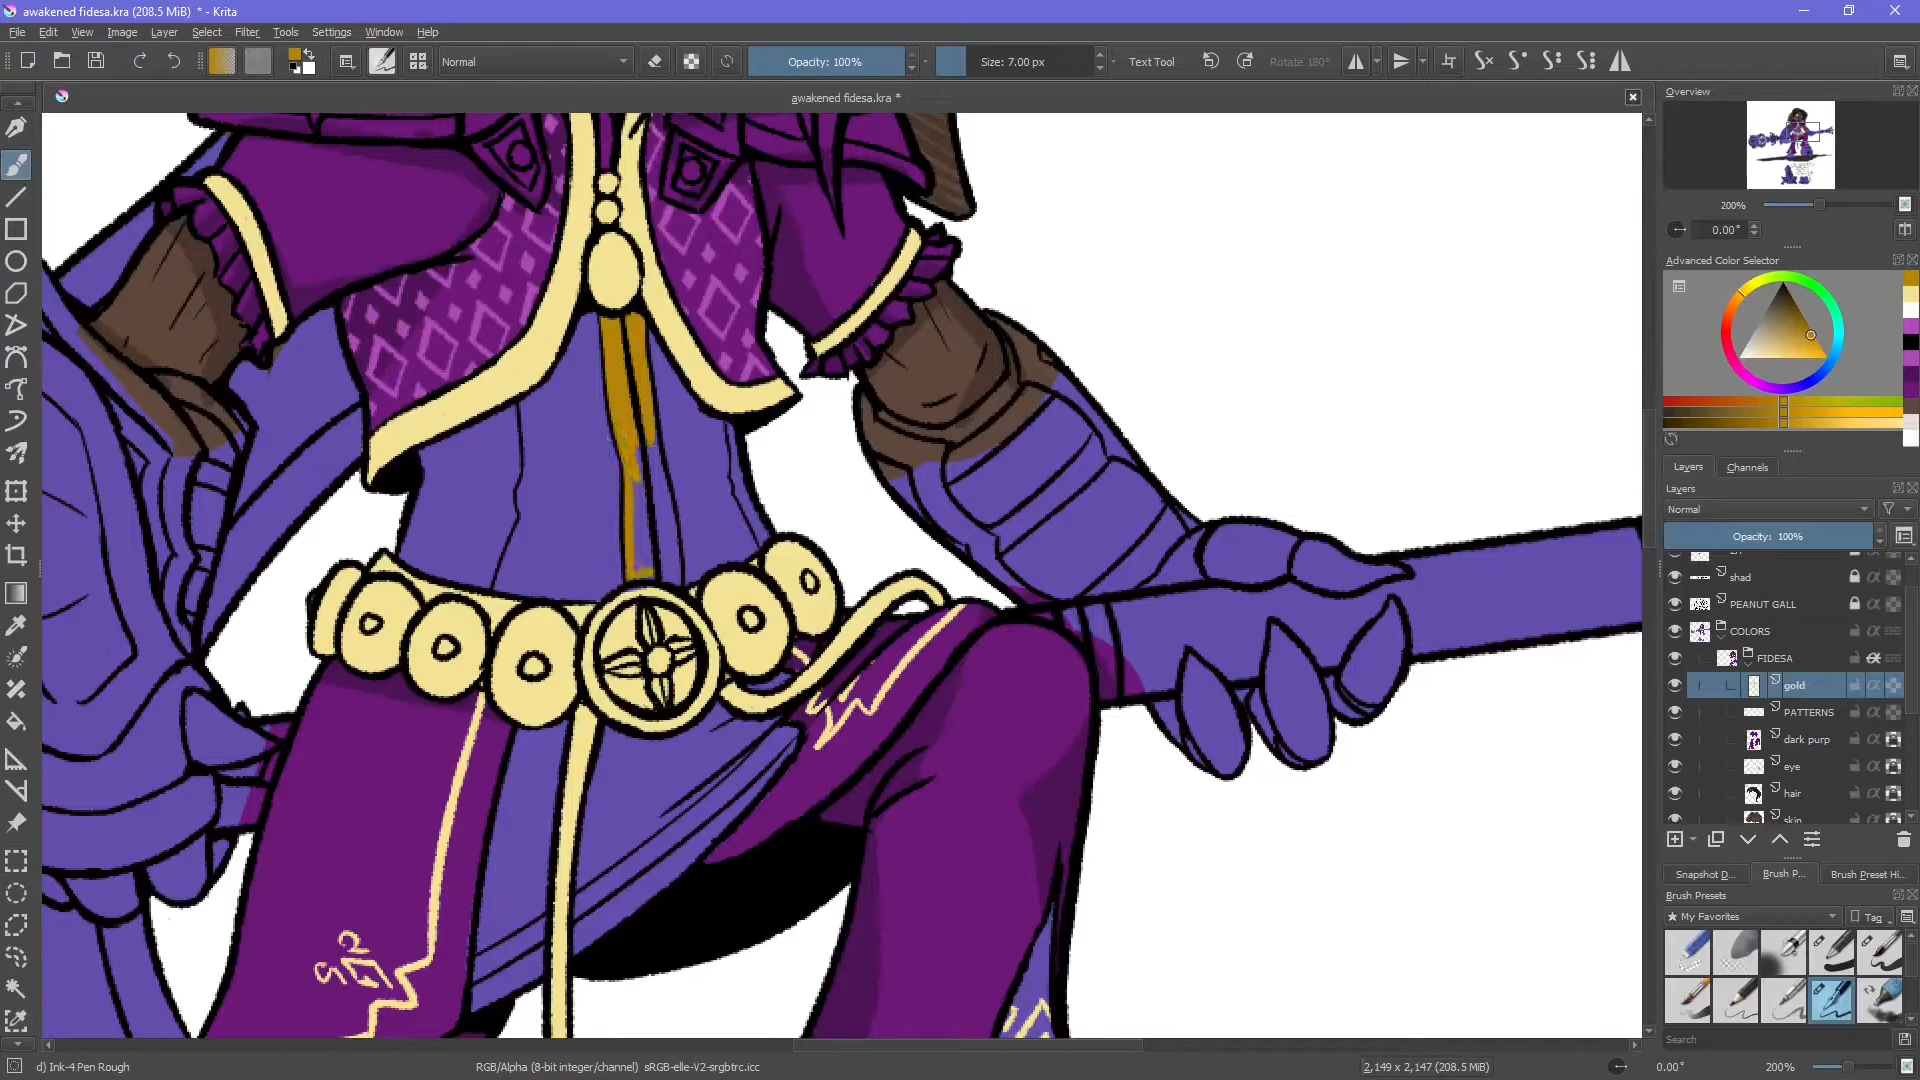 awakened fidesa.kra (208.5 MiB) * - Krita
File Edit View Image Layer Select Filter Tools Settings Window Help
Normal Opacity: 100% Size: 7.00 px Text Tool Rotate 180°
awakened fidesa.kra *
Overview
200%
0.00°
Advanced Color Selector
Layers Channels
Layers
Normal
Opacity: 100%
shad
PEANUT GALL
COLORS
FIDESA
gold
PATTERNS
dark purp
eye
hair
skin
Snapshot D... Brush P... Brush Preset Hi...
Brush Presets
★ My Favorites Tag
Search
d) Ink-4 Pen Rough RGB/Alpha (8-bit integer/channel) sRGB-elle-V2-srgbtrc.icc 2,149 x 2,147 (208.5 MiB) 0.00° 200%